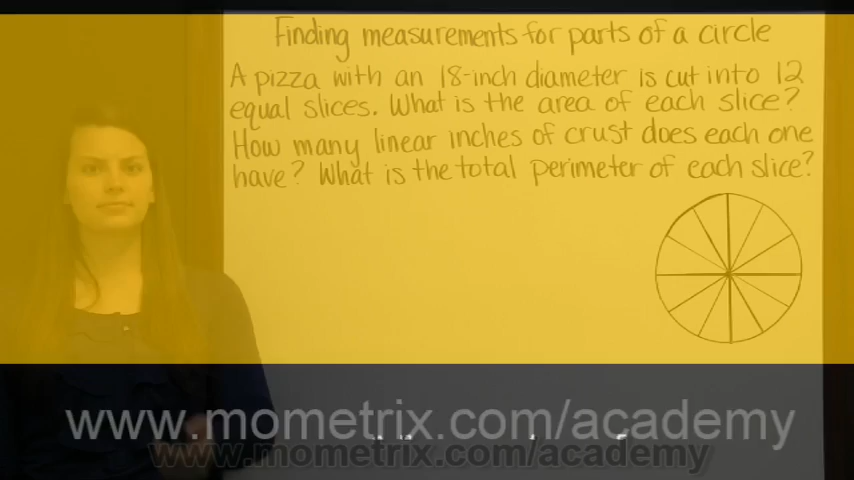 Finding measurements for parts of a circle
A pizza with an 18-inch diameter is cut into 12
equal slices. What is the area of each slice?
How many linear inches of crust does each one
have? What is the total perimeter of each slice?
www.mometrix.com/academy
www.mometrix.com/academy